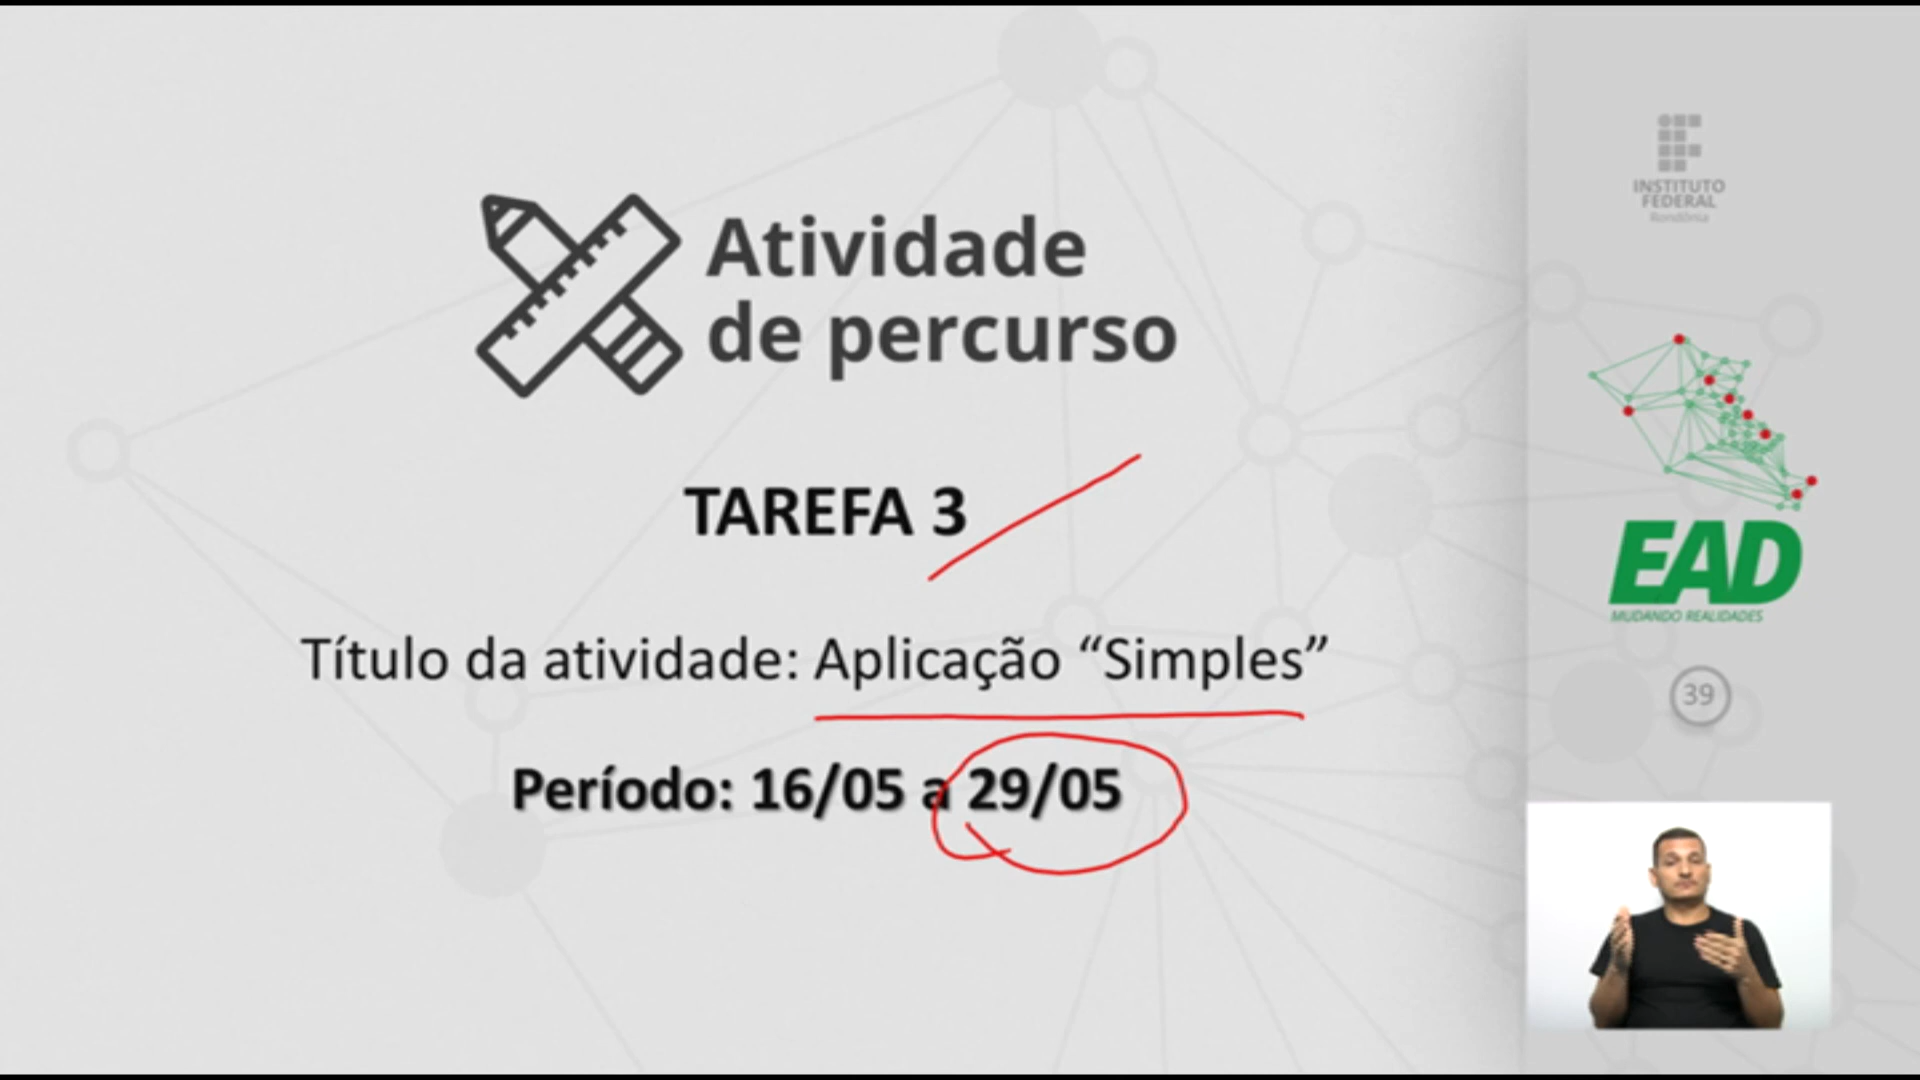 Atividade
de percurso
TAREFA 3
Título da atividade: Aplicação “Simples”
Período: 16/05 a 29/05
INSTITUTO
FEDERAL
Rondônia
EAD
MUDANDO REALIDADES
39